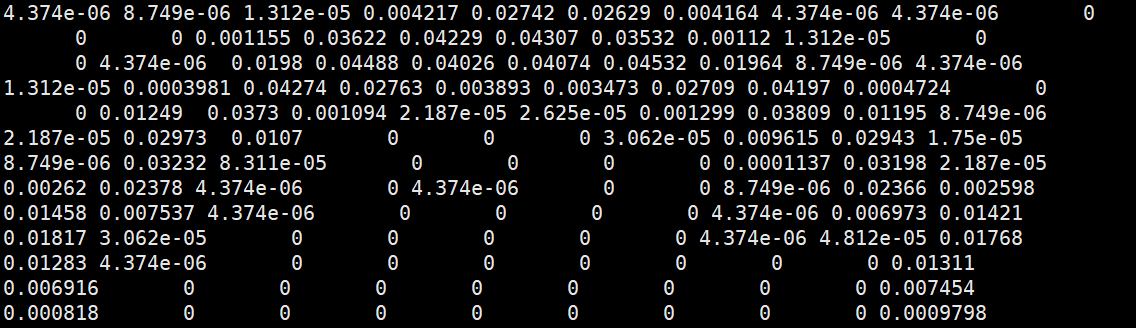 4.374e-06 8.749e-06 1.312e-05 0.004217 0.02742 0.02629 0.004164 4.374e-06 4.374e-06 0
0 0 0.001155 0.03622 0.04229 0.04307 0.03532 0.00112 1.312e-05 0
0 4.374e-06 0.0198 0.04488 0.04026 0.04074 0.04532 0.01964 8.749e-06 4.374e-06
1.312e-05 0.0003981 0.04274 0.02763 0.003893 0.003473 0.02709 0.04197 0.0004724 0
0 0.01249 0.0373 0.001094 2.187e-05 2.625e-05 0.001299 0.03809 0.01195 8.749e-06
2.187e-05 0.02973 0.0107 0 0 0 3.062e-05 0.009615 0.02943 1.75e-05
8.749e-06 0.03232 8.311e-05 0 0 0 0 0.0001137 0.03198 2.187e-05
0.00262 0.02378 4.374e-06 0 4.374e-06 0 0 8.749e-06 0.02366 0.002598
0.01458 0.007537 4.374e-06 0 0 0 0 4.374e-06 0.006973 0.01421
0.01817 3.062e-05 0 0 0 0 0 4.374e-06 4.812e-05 0.01768
0.01283 4.374e-06 0 0 0 0 0 0 0 0.01311
0.006916 0 0 0 0 0 0 0 0 0.007454
0.000818 0 0 0 0 0 0 0 0 0.0009798